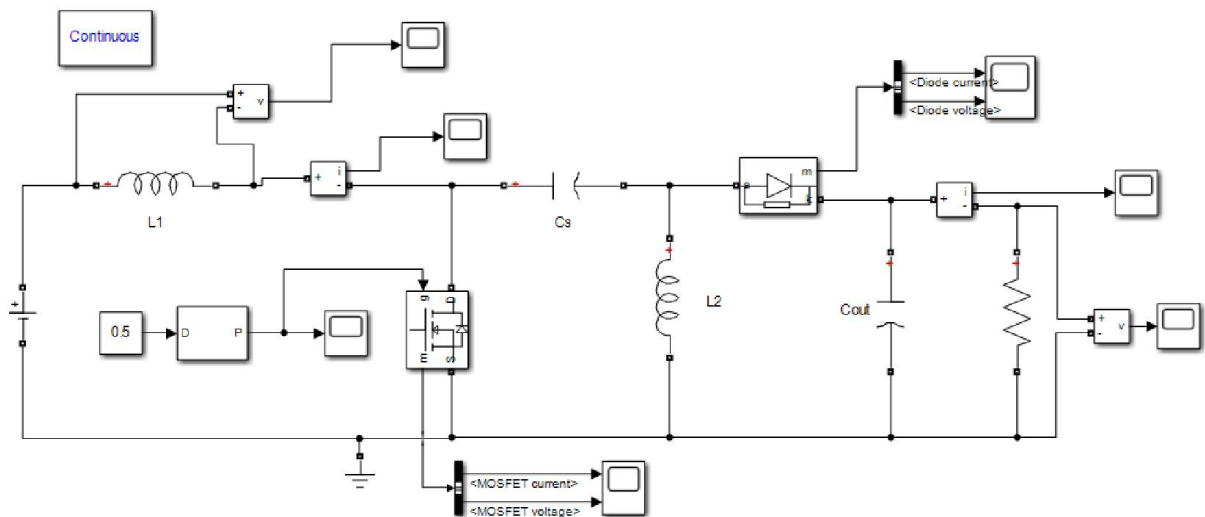 Continuous
+
-
v
<Diode current>
<Diode voltage>
+
i
-
+
L1
+
Cs
a
m
k
+
i
-
+
L2
+
Cout
+
+
-
v
+
0.5
D
P
g
D
m
S
<MOSFET current>
<MOSFET voltage>